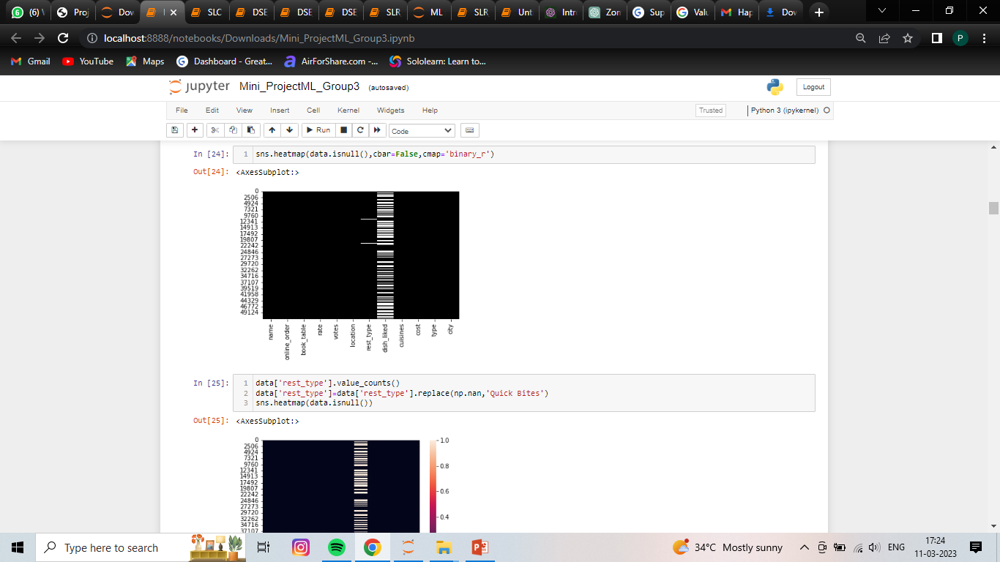 (6) \
Proj
Dov
SLC
DSE
DSE
DSE
SLR
ML
SLR
Unt
Intr
Zon
Sup
Valu
Hap
Dov
localhost:8888/notebooks/Downloads/Mini_ProjectML_Group3.ipynb
P
Gmail
YouTube
Maps
Dashboard - Great...
AirForShare.com -...
Sololearn: Learn to...
jupyter Mini_ProjectML_Group3 (autosaved)
Logout
File Edit View Insert Cell Kernel Widgets Help
Trusted
Python 3 (ipykernel)
Run
Code
In [24]: 1 sns.heatmap(data.isnull(),cbar=False,cmap='binary_r')
Out[24]: <AxesSubplot:>
0
2506
4924
7321
9760
12341
14913
17492
19807
22242
24846
27273
29720
32262
34716
37107
39519
41958
44329
46772
49124
name
online_order
book_table
rate
votes
location
rest_type
dish_liked
cuisines
cost
type
city
In [25]: 1 data['rest_type'].value_counts()
2 data['rest_type']=data['rest_type'].replace(np.nan,'Quick Bites')
3 sns.heatmap(data.isnull())
Out[25]: <AxesSubplot:>
0
2506
4924
7321
9760
12341
14913
17492
19807
22242
24846
27273
29720
32262
34716
37107
1.0
0.8
0.6
0.4
Type here to search
34°C Mostly sunny
ENG
17:24
11-03-2023